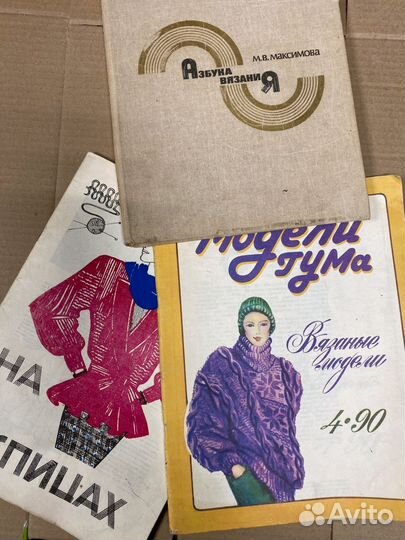 М.В. МАКСИМОВА
АЗБУКА
ВЯЗАНИЯ
Модели
гума
Вязаные
модели
4•90
НА
СПИЦАХ
Avito